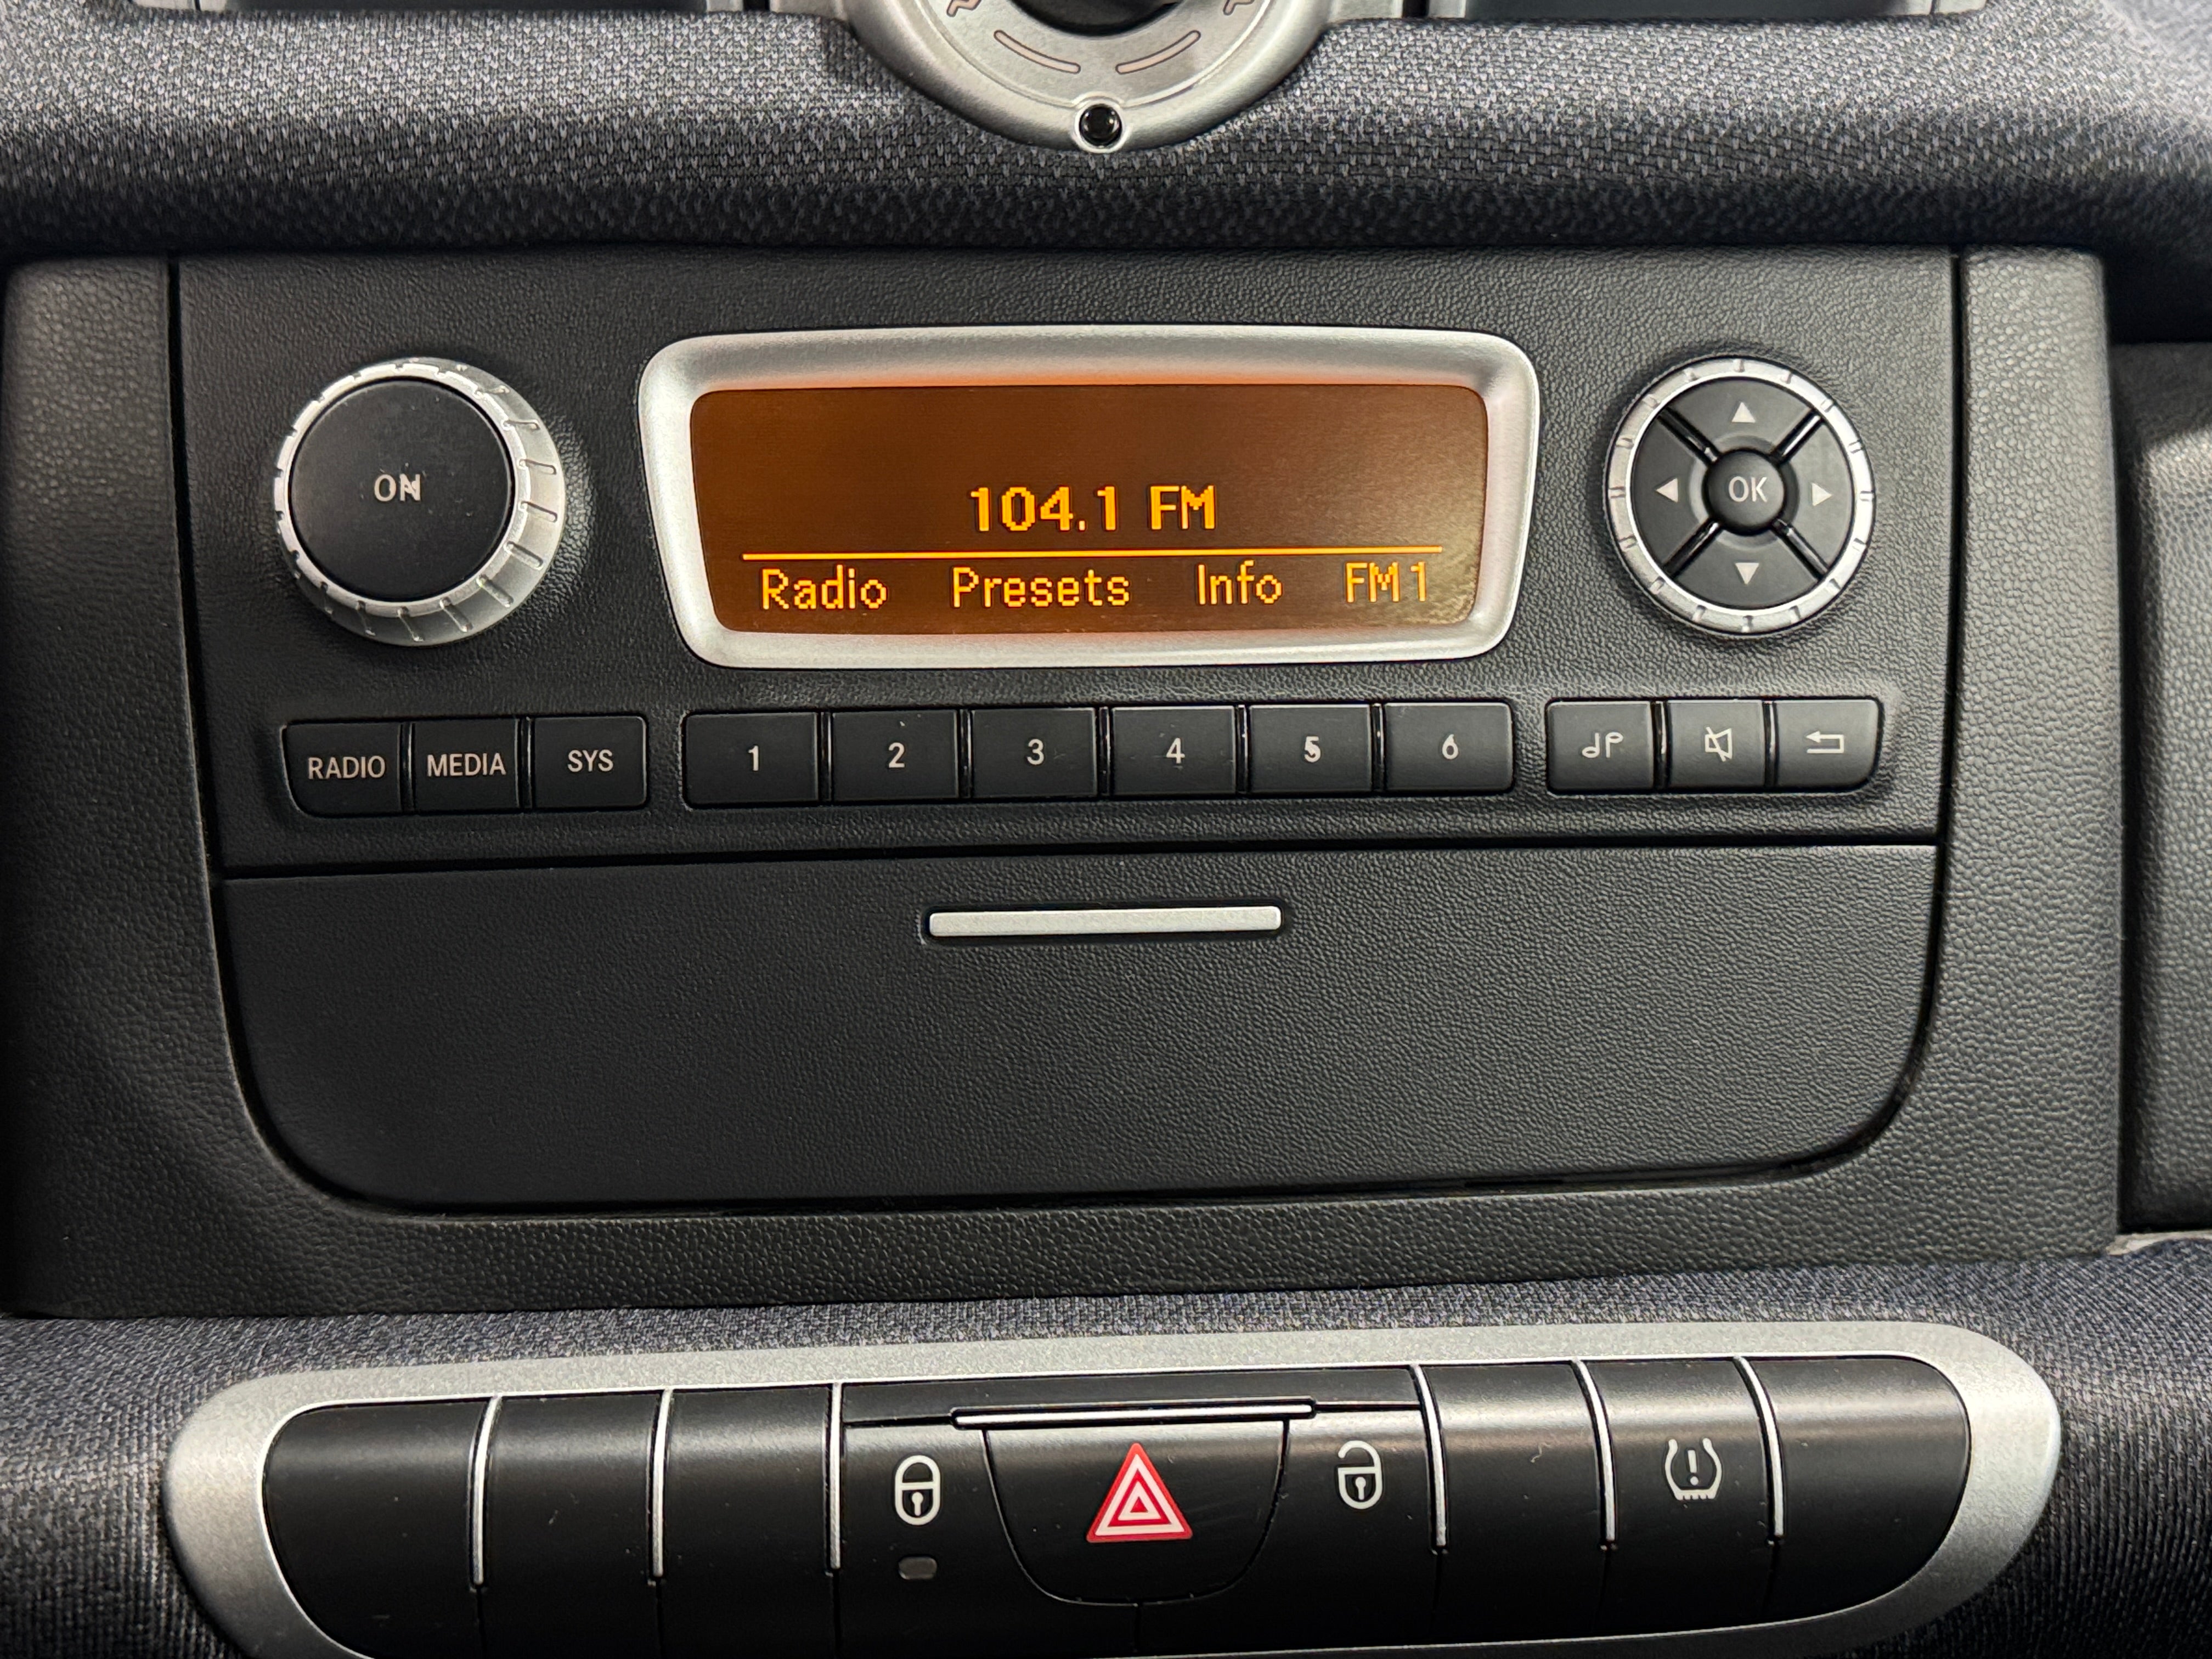 ON
104.1 FM
Radio Presets Info FM1
OK
RADIO MEDIA SYS 1 2 3 4 5 6